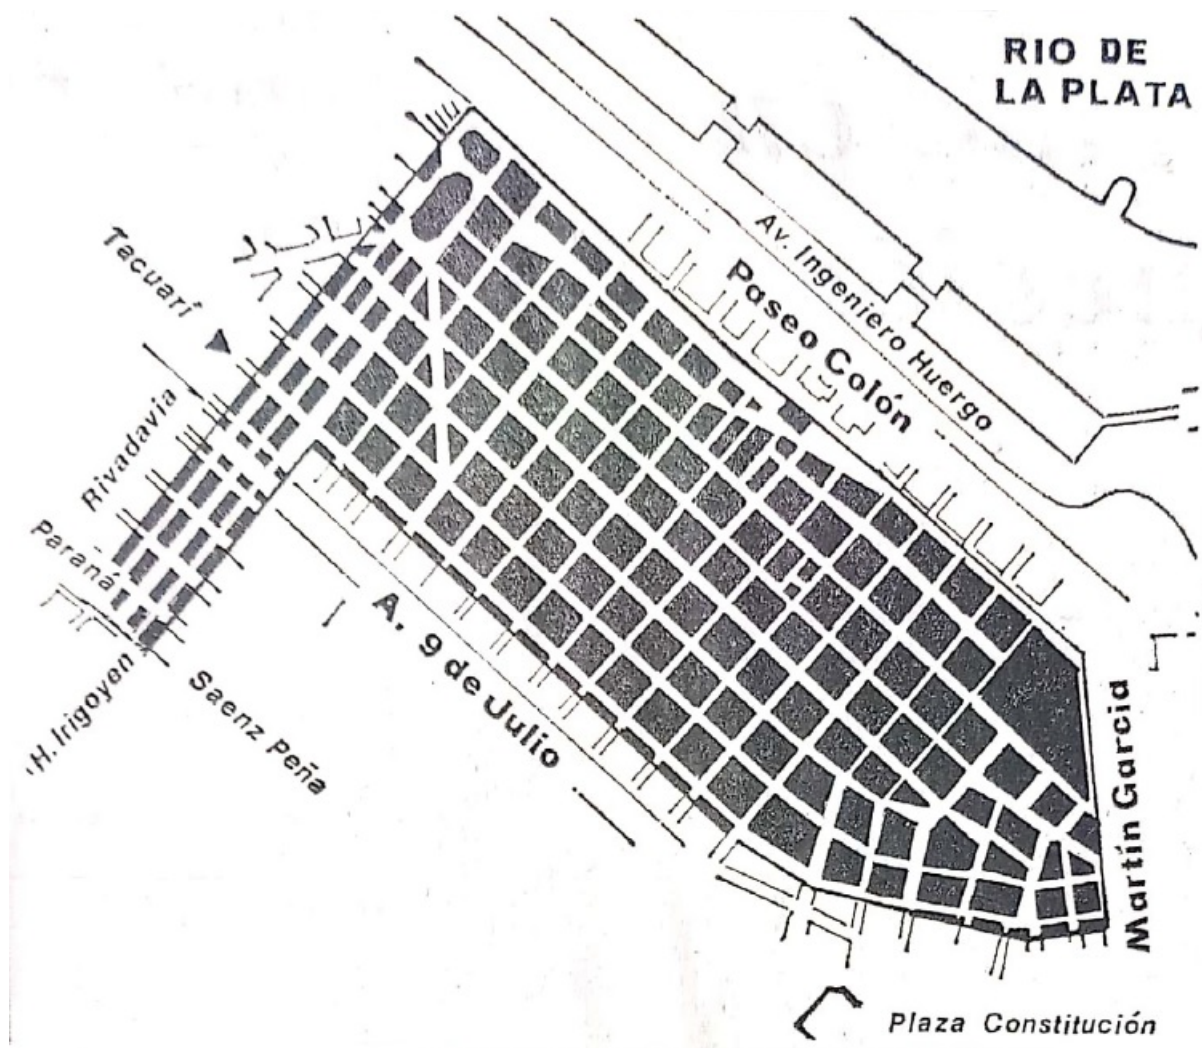 RIO DE
LA PLATA
Av. Ingeniero Huergo
Paseo Colón
Tacuarí
Rivadavia
Paraná
H. Irigoyen
Saenz Peña
A. 9 de Julio
Martín García
Plaza Constitución